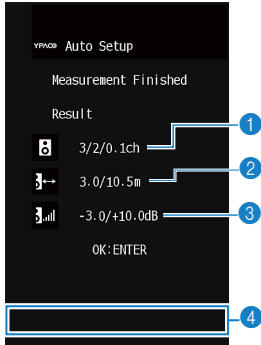 YPAO Auto Setup
Measurement Finished
Result
3/2/0.1ch
1
3.0/10.5m
2
-3.0/+10.0dB
3
OK:ENTER
4